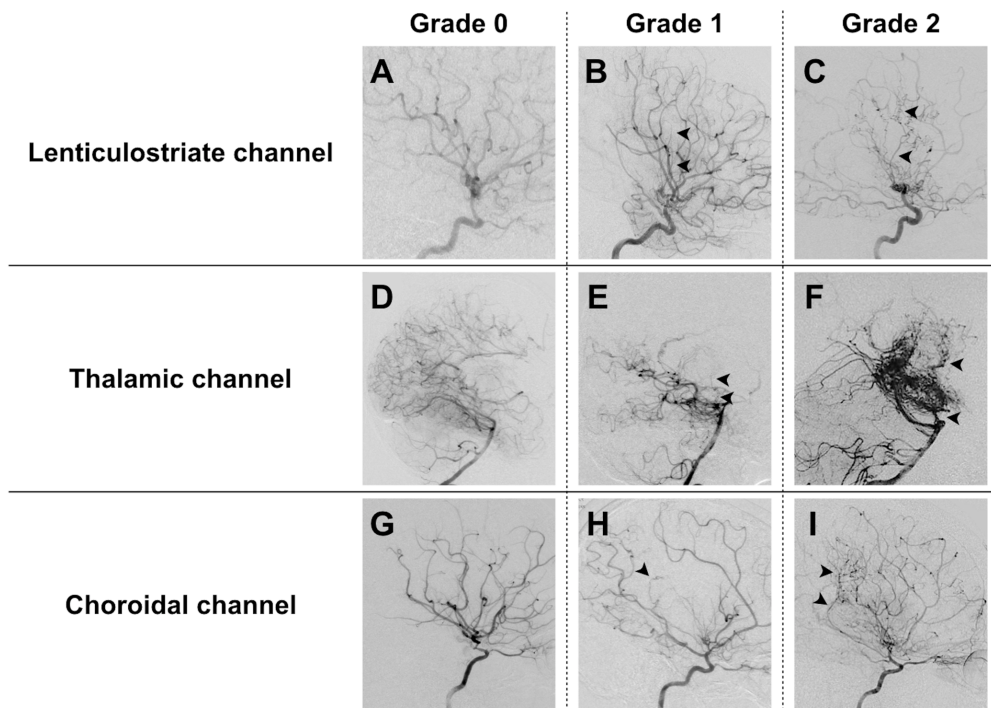 Grade 0 Grade 1 Grade 2
Lenticulostriate channel A B C
Thalamic channel D E F
Choroidal channel G H I